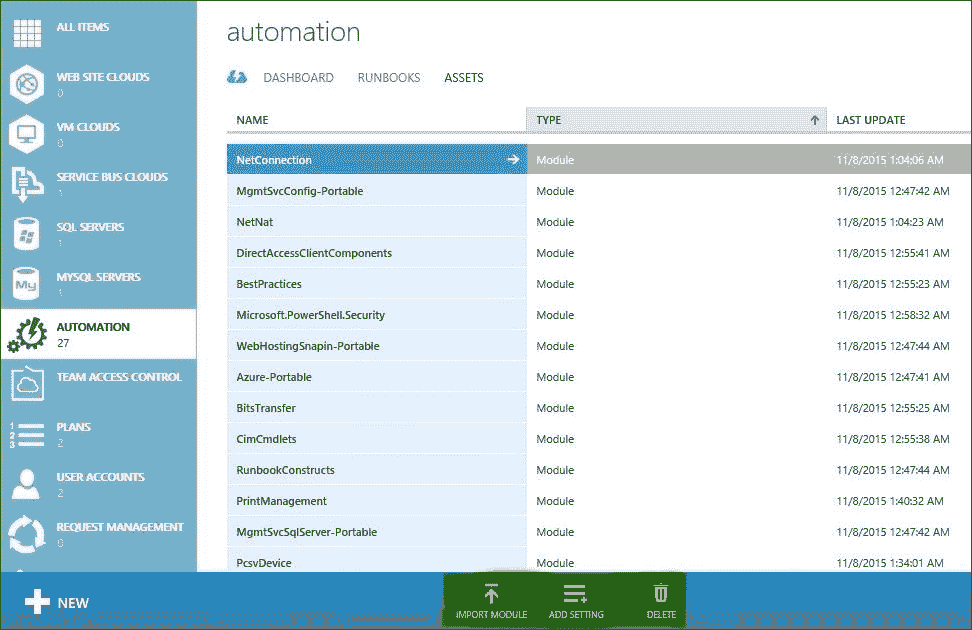 automation
DASHBOARD RUNBOOKS ASSETS
ALL ITEMS
WEB SITE CLOUDS
0
VM CLOUDS
0
SERVICE BUS CLOUDS
1
SQL SERVERS
1
My
MYSQL SERVERS
1
AUTOMATION
27
TEAM ACCESS CONTROL
1
2
3
PLANS
2
USER ACCOUNTS
2
REQUEST MANAGEMENT
0
NAME TYPE LAST UPDATE
NetConnection Module 11/8/2015 1:04:06 AM
MgmtSvcConfig-Portable Module 11/8/2015 12:47:42 AM
NetNat Module 11/8/2015 1:04:23 AM
DirectAccessClientComponents Module 11/8/2015 12:55:41 AM
BestPractices Module 11/8/2015 12:55:23 AM
Microsoft.PowerShell.Security Module 11/8/2015 12:58:32 AM
WebHostingSnapin-Portable Module 11/8/2015 12:47:44 AM
Azure-Portable Module 11/8/2015 12:47:41 AM
BitsTransfer Module 11/8/2015 12:55:25 AM
CimCmdlets Module 11/8/2015 12:55:38 AM
RunbookConstructs Module 11/8/2015 12:47:44 AM
PrintManagement Module 11/8/2015 1:40:32 AM
MgmtSvcSqlServer-Portable Module 11/8/2015 12:47:42 AM
PcsvDevice Module 11/8/2015 1:34:01 AM
NEW
IMPORT MODULE ADD SETTING DELETE